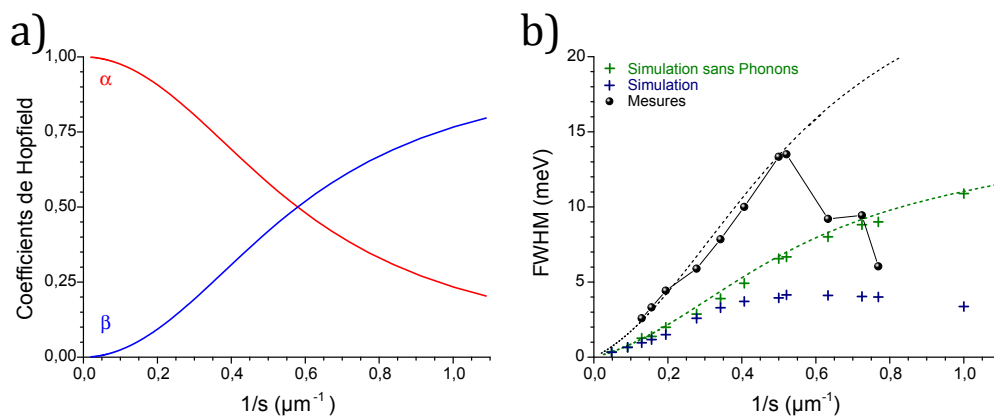 a)
Coefficients de Hopfield
1,00
0,75
0,50
0,25
0,00
α
β
0,0
0,2
0,4
0,6
0,8
1,0
1/s (µm⁻¹)
b)
FWHM (meV)
20
15
10
5
0
Simulation sans Phonons
Simulation
Mesures
0,0
0,2
0,4
0,6
0,8
1,0
1/s (µm⁻¹)